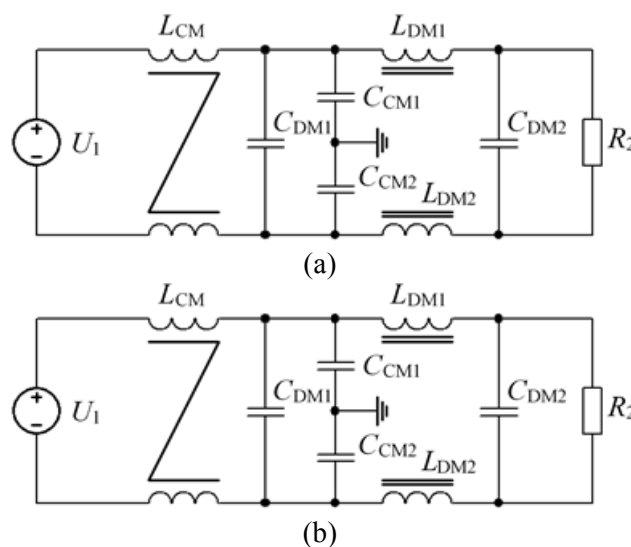 L_CM L_DM1
U_1 C_DM1 C_CM1 C_DM2 R_2
C_CM2
L_DM2
(a)
L_CM L_DM1
U_1 C_DM1 C_CM1 C_DM2 R_2
C_CM2
L_DM2
(b)